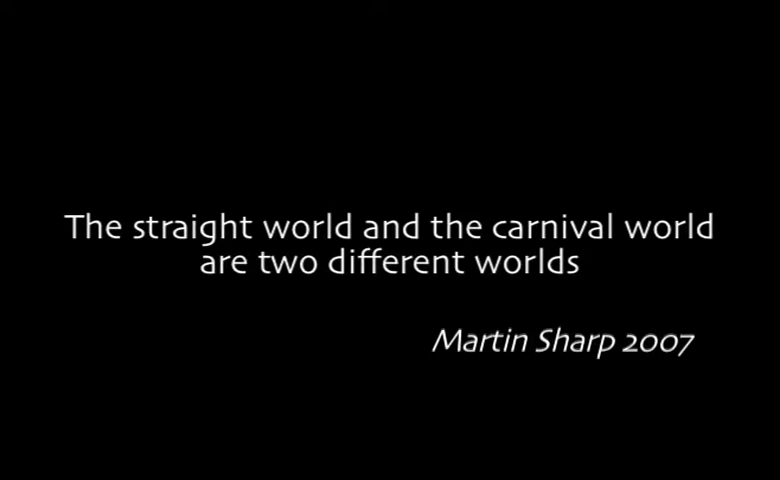 The straight world and the carnival world
are two different worlds
Martin Sharp 2007